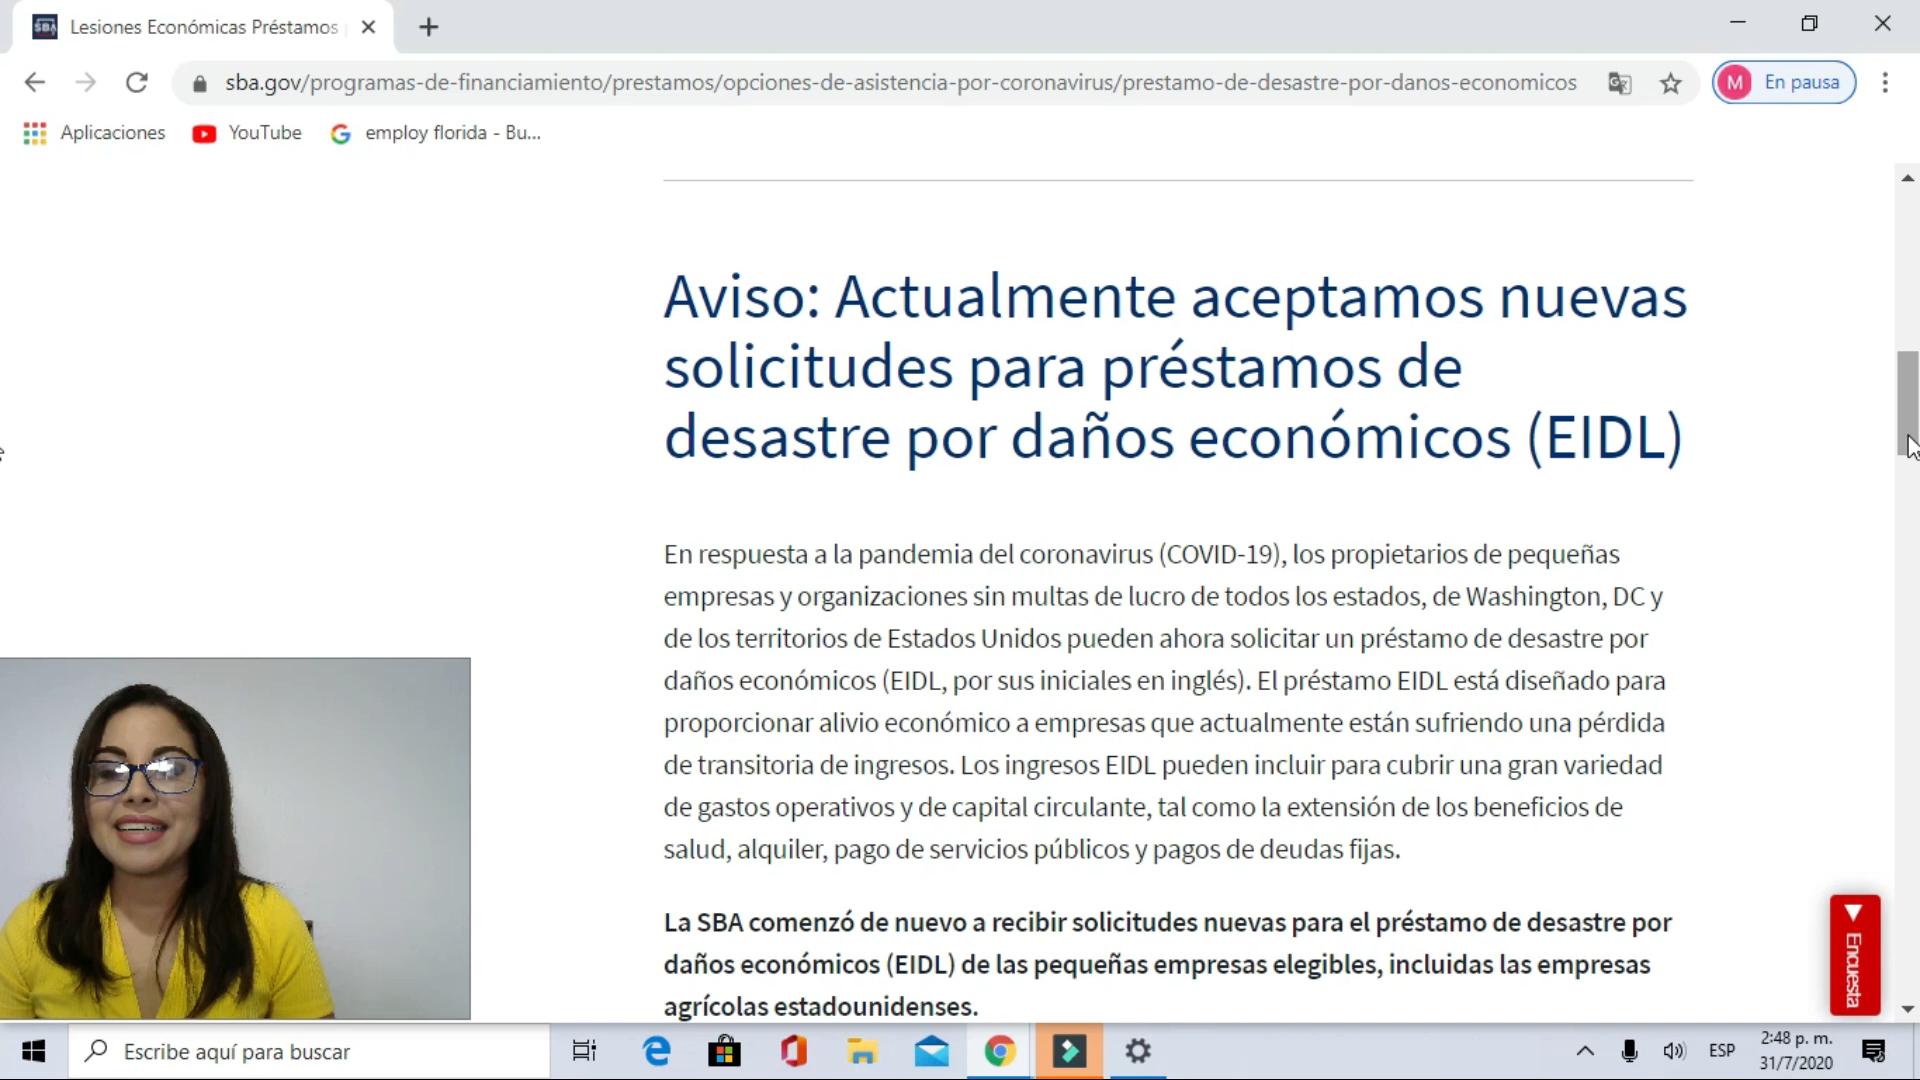 SBA
Lesiones Económicas Préstamos
sba.gov/programas-de-financiamiento/prestamos/opciones-de-asistencia-por-coronavirus/prestamo-de-desastre-por-danos-economicos
M
En pausa
Aplicaciones
YouTube
employ florida - Bu...
Aviso: Actualmente aceptamos nuevas
solicitudes para préstamos de
desastre por daños económicos (EIDL)
En respuesta a la pandemia del coronavirus (COVID-19), los propietarios de pequeñas
empresas y organizaciones sin multas de lucro de todos los estados, de Washington, DC y
de los territorios de Estados Unidos pueden ahora solicitar un préstamo de desastre por
daños económicos (EIDL, por sus iniciales en inglés). El préstamo EIDL está diseñado para
proporcionar alivio económico a empresas que actualmente están sufriendo una pérdida
de transitoria de ingresos. Los ingresos EIDL pueden incluir para cubrir una gran variedad
de gastos operativos y de capital circulante, tal como la extensión de los beneficios de
salud, alquiler, pago de servicios públicos y pagos de deudas fijas.
La SBA comenzó de nuevo a recibir solicitudes nuevas para el préstamo de desastre por
daños económicos (EIDL) de las pequeñas empresas elegibles, incluidas las empresas
agrícolas estadounidenses.
Encuesta
Escribe aquí para buscar
ESP
2:48 p. m.
31/7/2020